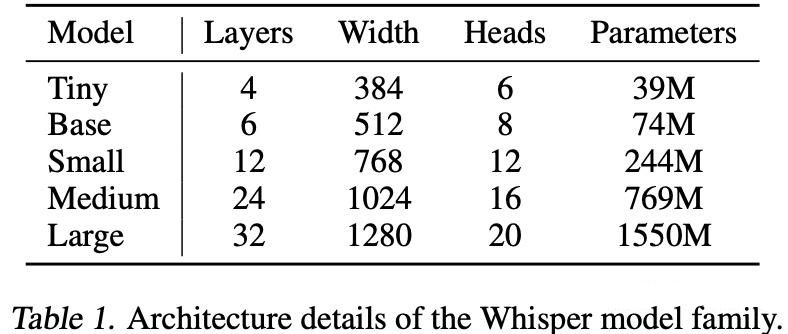 Model Layers Width Heads Parameters
Tiny 4 384 6 39M
Base 6 512 8 74M
Small 12 768 12 244M
Medium 24 1024 16 769M
Large 32 1280 20 1550M
Table 1. Architecture details of the Whisper model family.